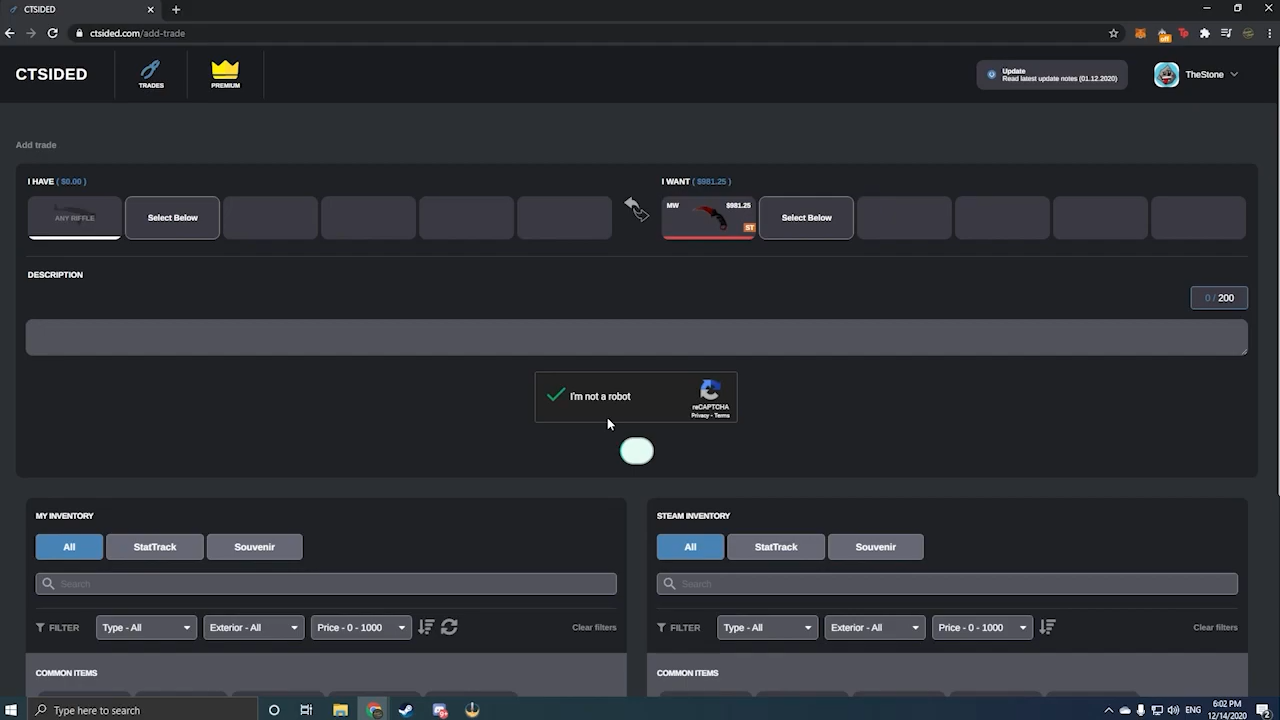 CTSIDED
ctsided.com/add-trade
CTSIDED
TRADES
PREMIUM
Update
Read latest update notes (01.12.2020)
TheStone
Add trade
I HAVE ( $0.00 )
I WANT ( $981.25 )
ANY RIFFLE
Select Below
MW
$981.25
ST
Select Below
DESCRIPTION
0 / 200
I'm not a robot
reCAPTCHA
Privacy - Terms
MY INVENTORY
STEAM INVENTORY
All
StatTrack
Souvenir
All
StatTrack
Souvenir
Search
Search
FILTER
Type - All
Exterior - All
Price - 0 - 1000
Clear filters
FILTER
Type - All
Exterior - All
Price - 0 - 1000
Clear filters
COMMON ITEMS
COMMON ITEMS
Type here to search
6:02 PM
12/14/2020